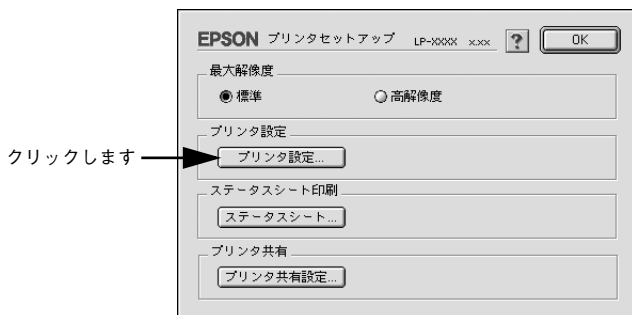 EPSON プリンタセットアップ LP-XXXX x.xx ? OK
最大解像度
標準 高解像度
プリンタ設定
クリックします プリンタ設定...
ステータスシート印刷
ステータスシート...
プリンタ共有
プリンタ共有設定...